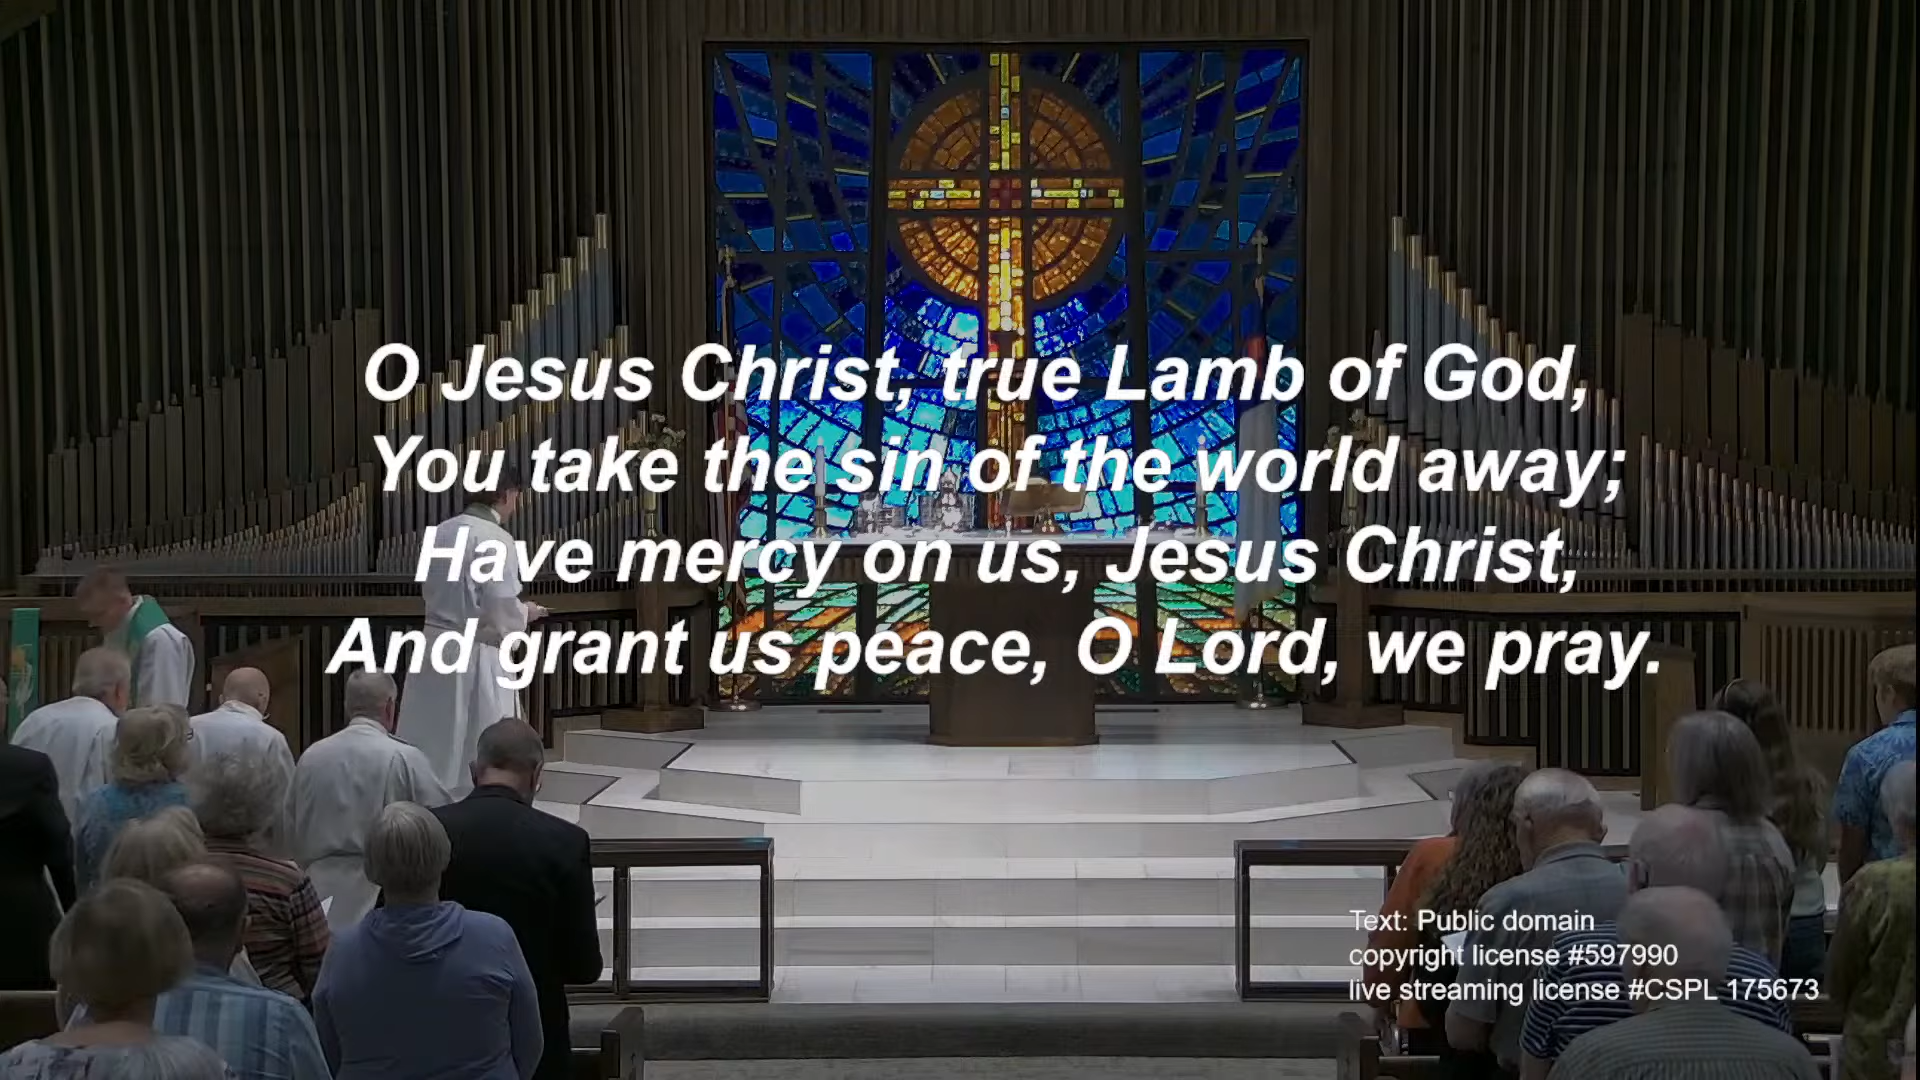 O Jesus Christ, true Lamb of God,
You take the sin of the world away;
Have mercy on us, Jesus Christ,
And grant us peace, O Lord, we pray.
Text: Public domain
copyright license #597990
live streaming license #CSPL 175673